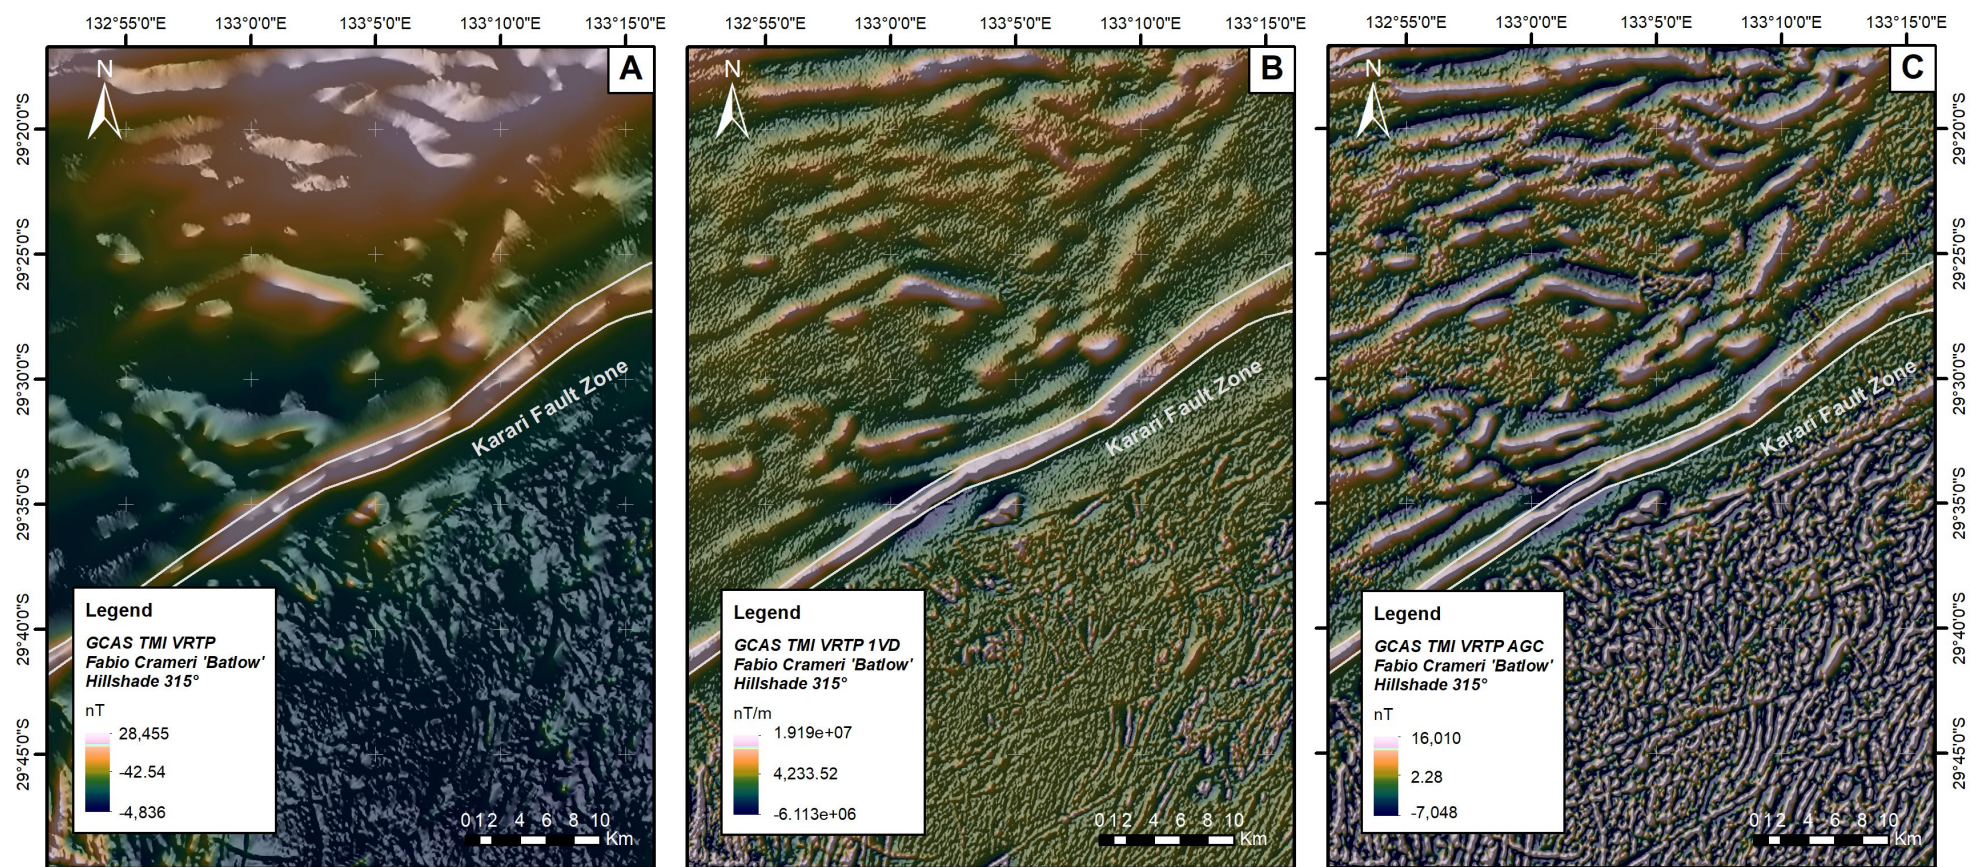 132°55'0"E 133°0'0"E 133°5'0"E 133°10'0"E 133°15'0"E
A
N
29°20'0"S
29°25'0"S
29°30'0"S
29°35'0"S
29°40'0"S
29°45'0"S
Karari Fault Zone
Legend
GCAS TMI VRTP
Fabio Crameri 'Batlow'
Hillshade 315°
nT
28,455
-42.54
-4,836
0 1 2 4 6 8 10
Km
132°55'0"E 133°0'0"E 133°5'0"E 133°10'0"E 133°15'0"E
B
N
Karari Fault Zone
Legend
GCAS TMI VRTP 1VD
Fabio Crameri 'Batlow'
Hillshade 315°
nT/m
1.919e+07
4,233.52
-6.113e+06
0 1 2 4 6 8 10
Km
132°55'0"E 133°0'0"E 133°5'0"E 133°10'0"E 133°15'0"E
C
N
Karari Fault Zone
Legend
GCAS TMI VRTP AGC
Fabio Crameri 'Batlow'
Hillshade 315°
nT
16,010
2.28
-7,048
0 1 2 4 6 8 10
Km
29°20'0"S
29°25'0"S
29°30'0"S
29°35'0"S
29°40'0"S
29°45'0"S